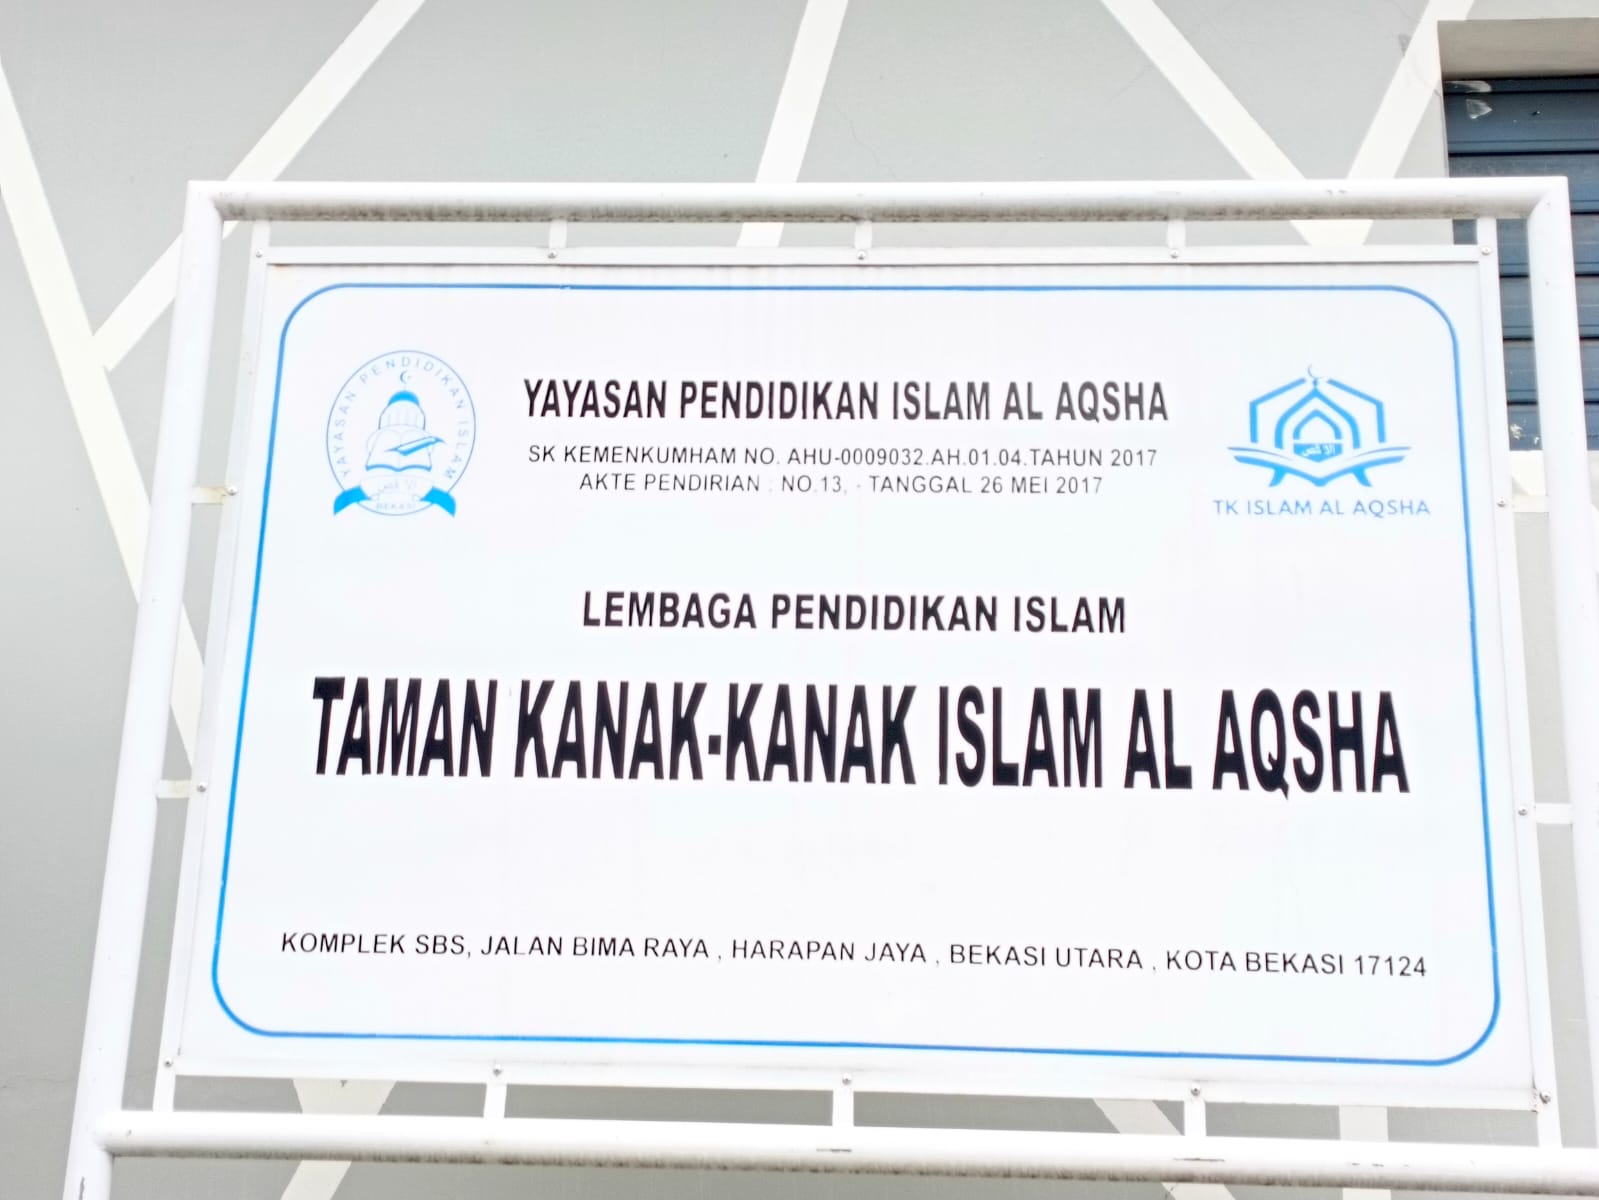 YAYASAN PENDIDIKAN ISLAM
BEKASI
YAYASAN PENDIDIKAN ISLAM AL AQSHA
SK KEMENKUMHAM NO. AHU-0009032.AH.01.04.TAHUN 2017
AKTE PENDIRIAN : NO.13, - TANGGAL 26 MEI 2017
TK ISLAM AL AQSHA
LEMBAGA PENDIDIKAN ISLAM
TAMAN KANAK-KANAK ISLAM AL AQSHA
KOMPLEK SBS, JALAN BIMA RAYA , HARAPAN JAYA , BEKASI UTARA , KOTA BEKASI 17124